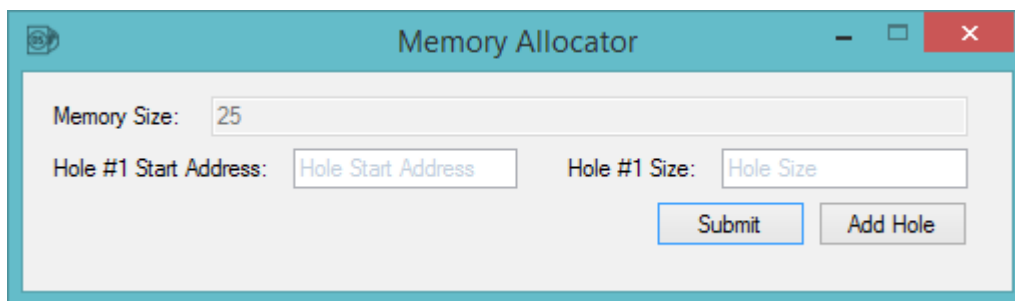 Memory Allocator
Memory Size: 25
Hole #1 Start Address: Hole Start Address Hole #1 Size: Hole Size
Submit Add Hole